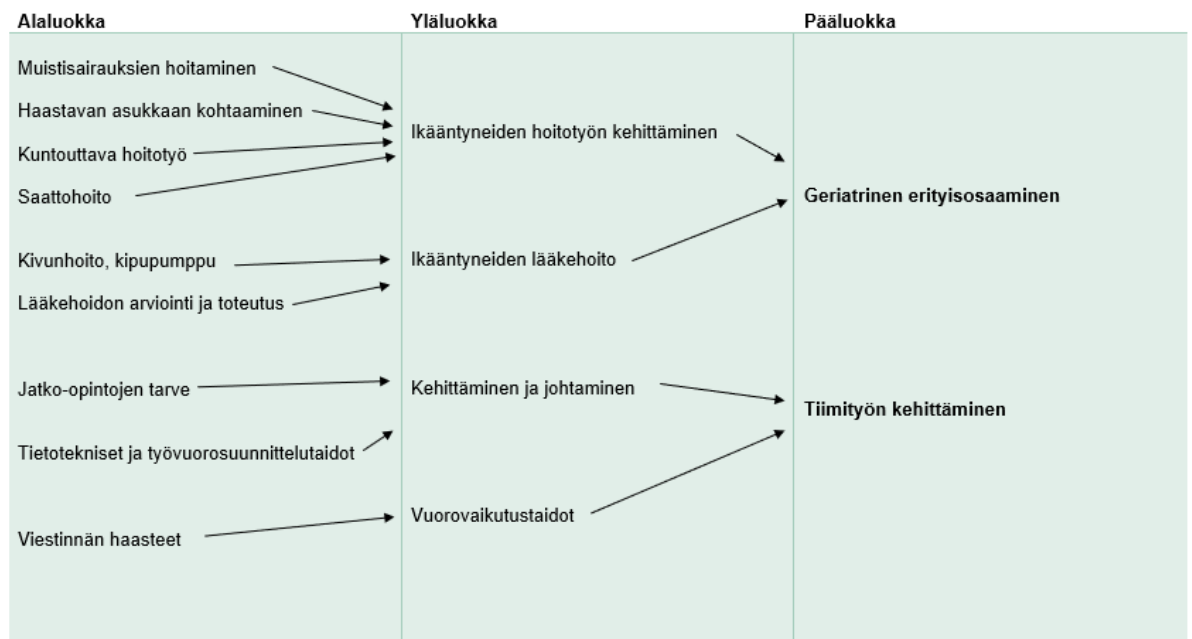 Alaluokka
Yläluokka
Pääluokka
Muistisairauksien hoitaminen
Haastavan asukkaan kohtaaminen
Kuntouttava hoitotyö
Saattohoito
Ikääntyneiden hoitotyön kehittäminen
Geriatrinen erityisosaaminen
Kivunhoito, kipupumppu
Lääkehoidon arviointi ja toteutus
Ikääntyneiden lääkehoito
Jatko-opintojen tarve
Tietotekniset ja työvuorosuunnittelutaidot
Kehittäminen ja johtaminen
Tiimityön kehittäminen
Viestinnän haasteet
Vuorovaikutustaidot